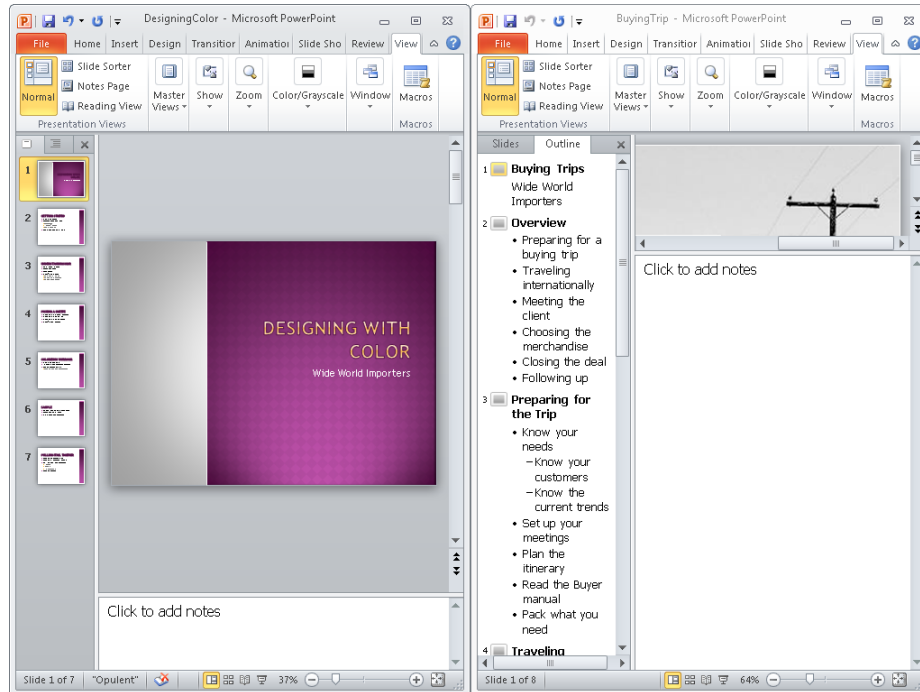 DesigningColor - Microsoft PowerPoint
File Home Insert Design Transition Animation Slide Sho Review View
Normal
Slide Sorter
Notes Page
Reading View
Master
Views
Show
Zoom
Color/Grayscale
Window
Macros
Presentation Views
Macros
1
2
3
4
5
6
7
DESIGNING WITH
COLOR
Wide World Importers
Click to add notes
Slide 1 of 7 "Opulent" 37%
BuyingTrip - Microsoft PowerPoint
File Home Insert Design Transition Animation Slide Sho Review View
Normal
Slide Sorter
Notes Page
Reading View
Master
Views
Show
Zoom
Color/Grayscale
Window
Macros
Presentation Views
Macros
Slides Outline
1 Buying Trips
Wide World
Importers
2 Overview
• Preparing for a
buying trip
• Traveling
internationally
• Meeting the
client
• Choosing the
merchandise
• Closing the deal
• Following up
3 Preparing for
the Trip
• Know your
needs
–Know your
customers
–Know the
current trends
• Set up your
meetings
• Plan the
itinerary
• Read the Buyer
manual
• Pack what you
need
4 Traveling
Click to add notes
Slide 1 of 8 64%